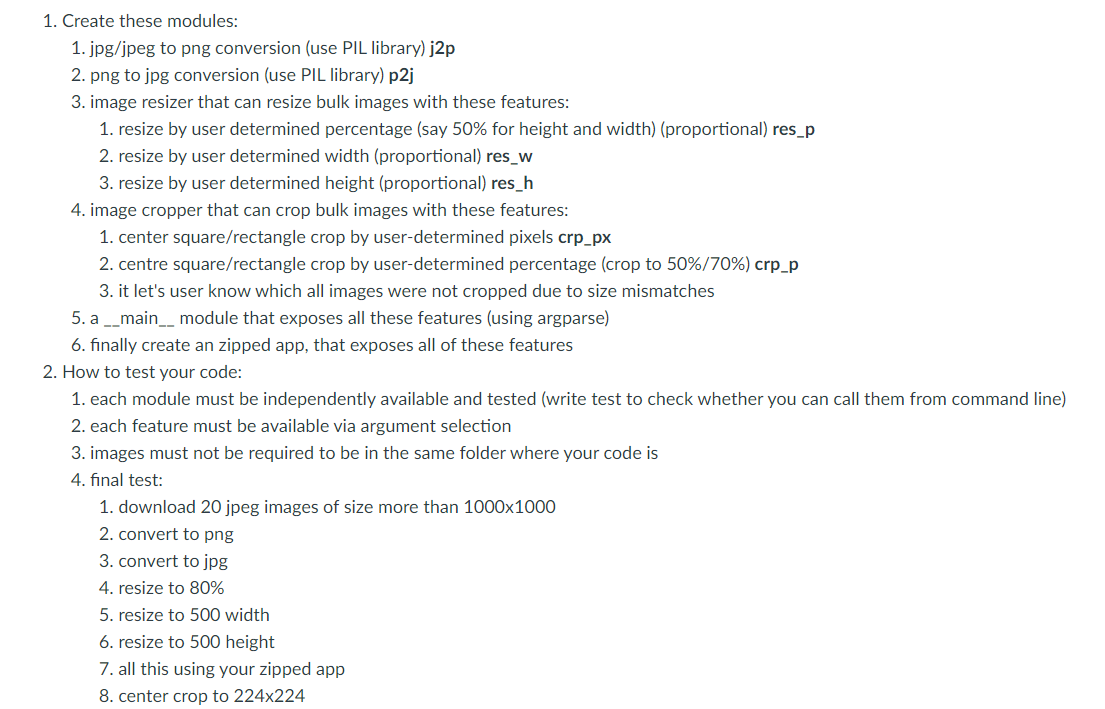 1. Create these modules:
1. jpg/jpeg to png conversion (use PIL library) j2p
2. png to jpg conversion (use PIL library) p2j
3. image resizer that can resize bulk images with these features:
1. resize by user determined percentage (say 50% for height and width) (proportional) res_p
2. resize by user determined width (proportional) res_w
3. resize by user determined height (proportional) res_h
4. image cropper that can crop bulk images with these features:
1. center square/rectangle crop by user-determined pixels crp_px
2. centre square/rectangle crop by user-determined percentage (crop to 50%/70%) crp_p
3. it let's user know which all images were not cropped due to size mismatches
5. a __main__ module that exposes all these features (using argparse)
6. finally create an zipped app, that exposes all of these features
2. How to test your code:
1. each module must be independently available and tested (write test to check whether you can call them from command line)
2. each feature must be available via argument selection
3. images must not be required to be in the same folder where your code is
4. final test:
1. download 20 jpeg images of size more than 1000x1000
2. convert to png
3. convert to jpg
4. resize to 80%
5. resize to 500 width
6. resize to 500 height
7. all this using your zipped app
8. center crop to 224x224